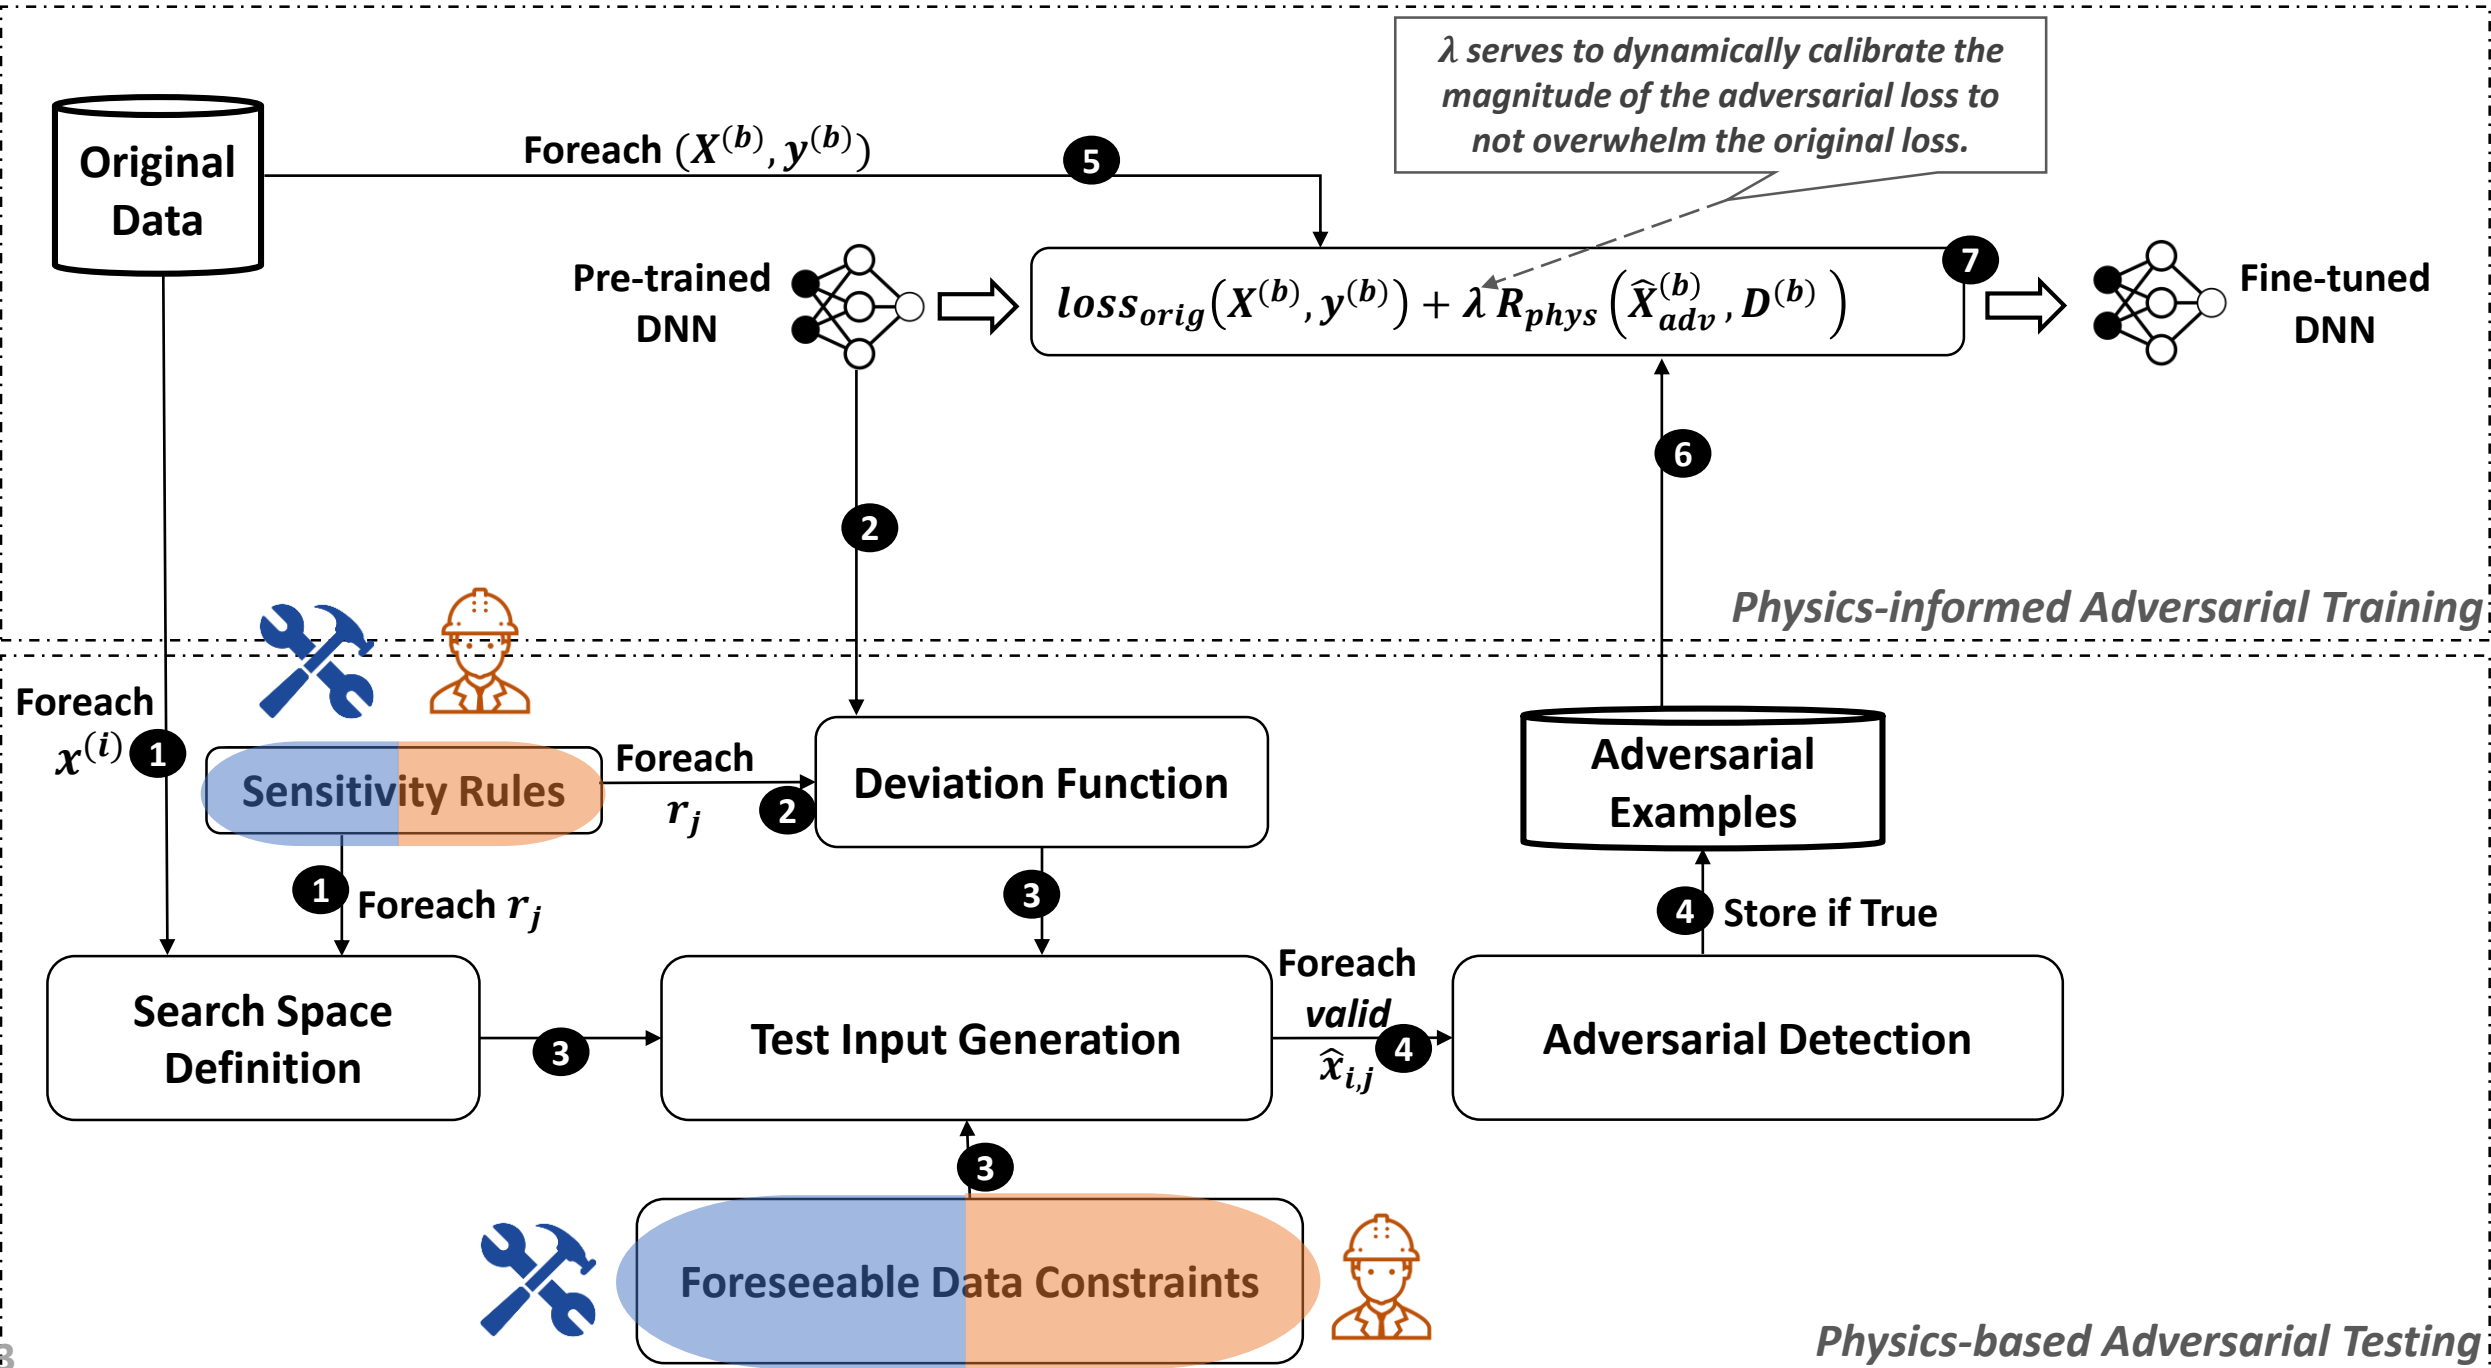 λ serves to dynamically calibrate the
magnitude of the adversarial loss to
not overwhelm the original loss.
Original
Data
Foreach (X^(b), y^(b))
5
Pre-trained
DNN
loss_orig(X^(b), y^(b)) + λ R_phys(X̂_adv^(b), D^(b))
7
Fine-tuned
DNN
2
6
Physics-informed Adversarial Training
Foreach
x^(i)
1
Sensitivity Rules
Foreach
r_j
2
Deviation Function
Adversarial
Examples
1
Foreach r_j
3
4
Store if True
Search Space
Definition
3
Test Input Generation
Foreach
valid
x̂_i,j
4
Adversarial Detection
3
Foreseeable Data Constraints
Physics-based Adversarial Testing